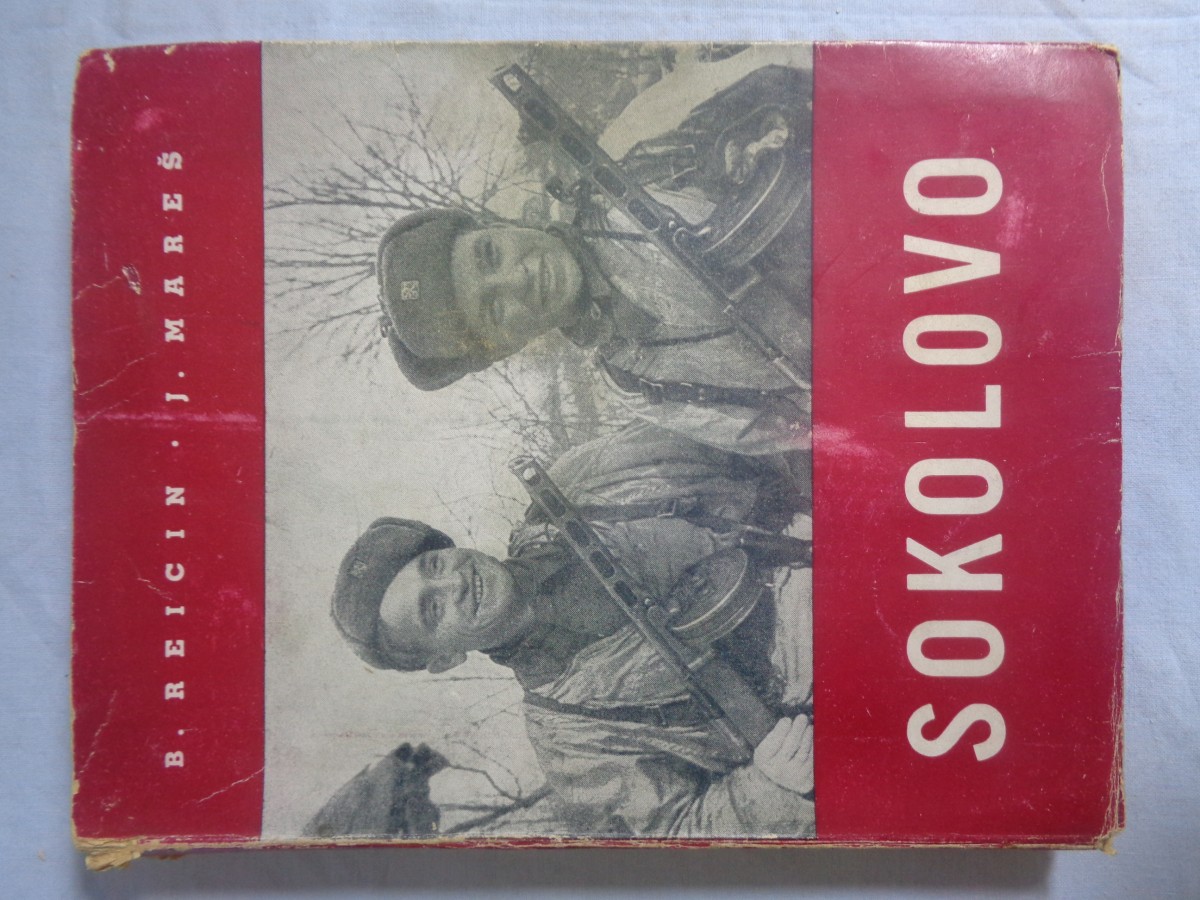 B. REICIN · J. MAREŠ
SOKOLOVO